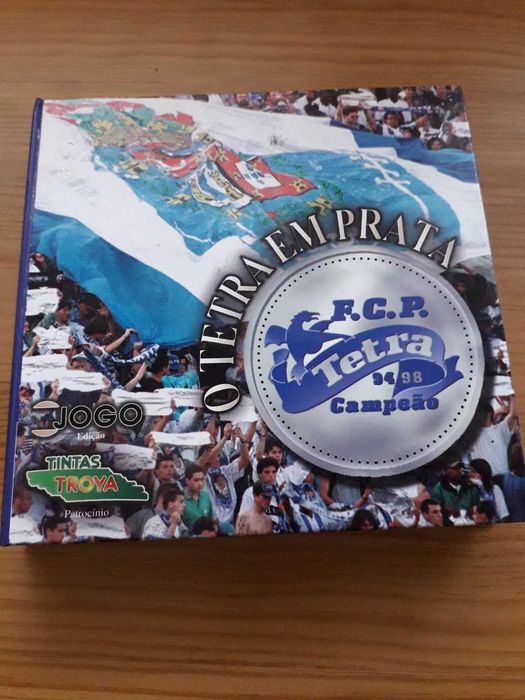 O TETRA EM PRATA
F.C.P.
Tetra
94 98
Campeão
O JOGO
Edição
TINTAS
TROYA
Patrocínio